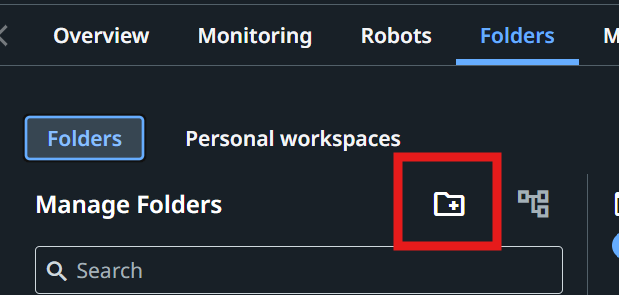 Overview Monitoring Robots Folders M
Folders Personal workspaces
Manage Folders
Search